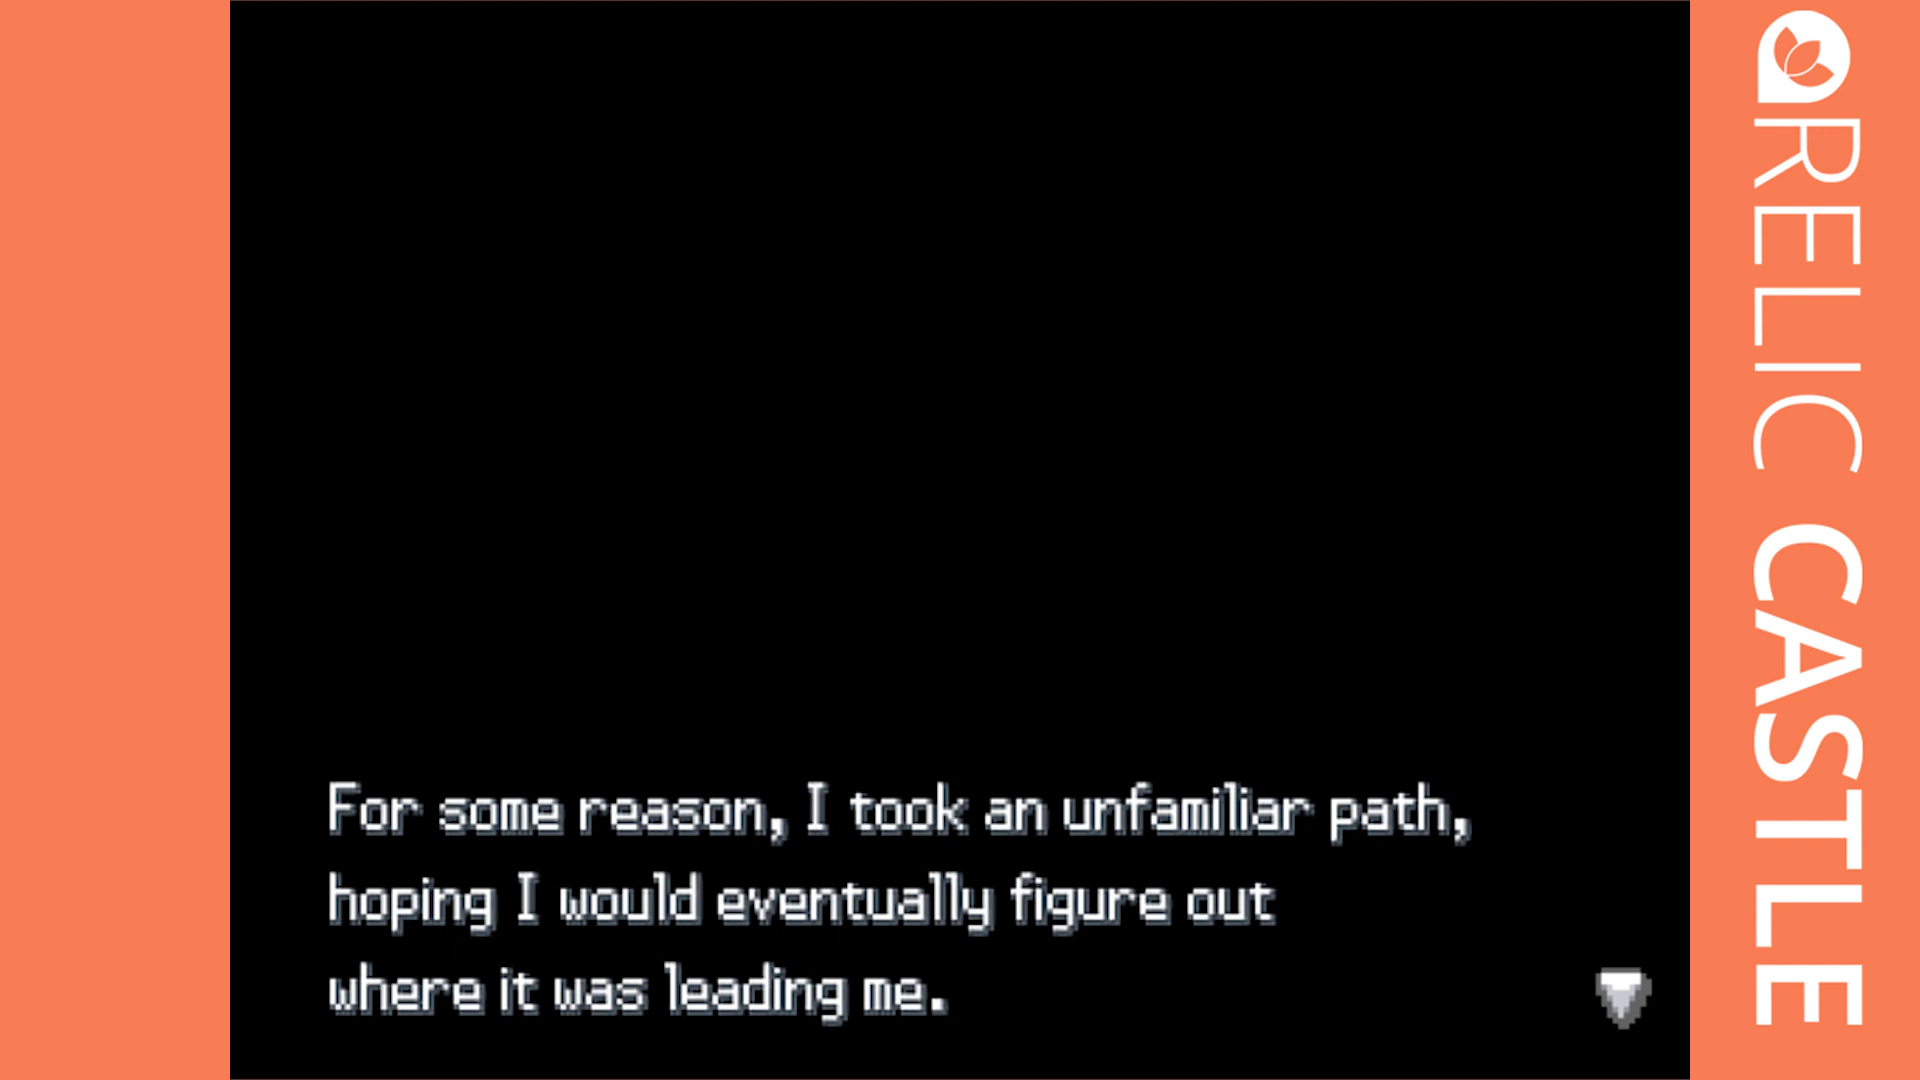 For some reason, I took an unfamiliar path,
hoping I would eventually figure out
where it was leading me.
RELIC CASTLE